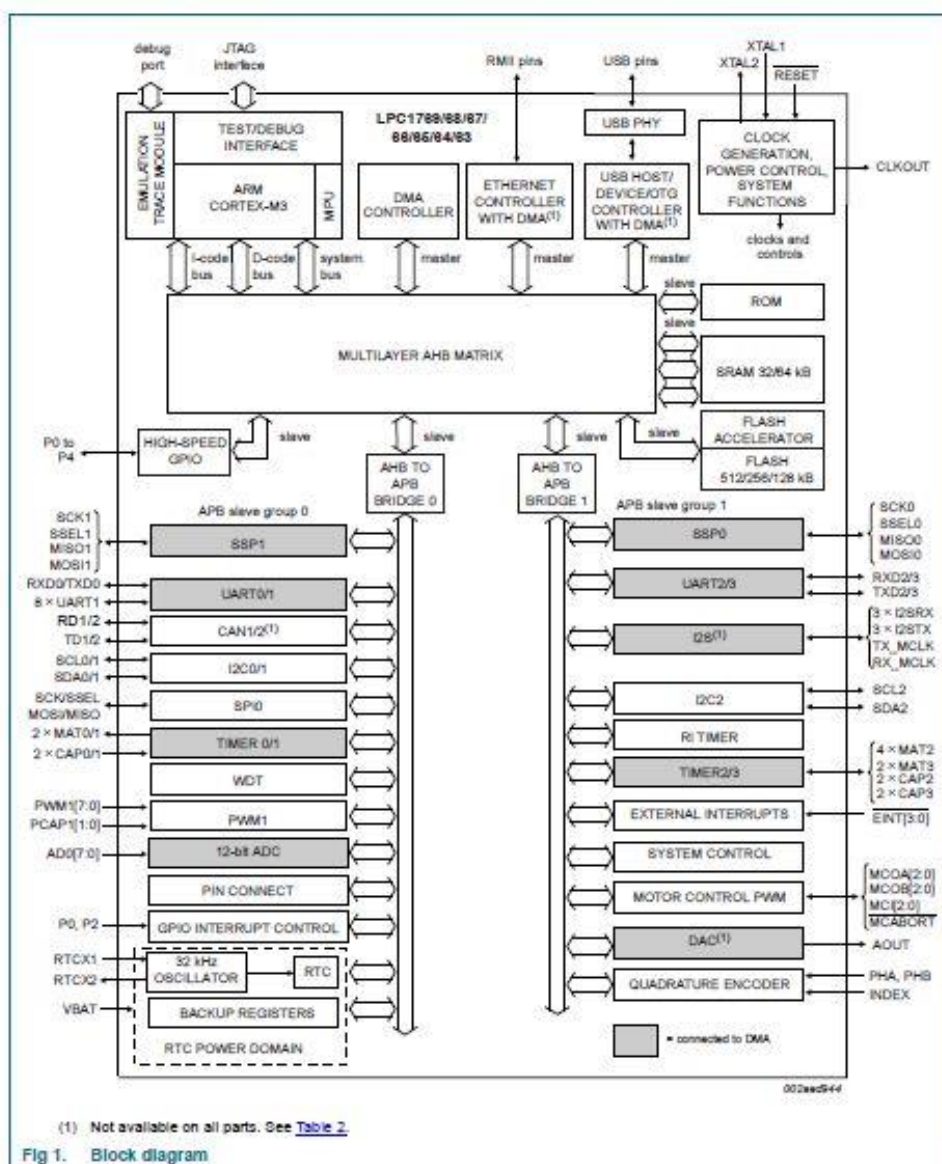 debug port
JTAG interface
RMII pins
USB pins
XTAL1
XTAL2
RESET
EMULATION TRACE MODULE
TEST/DEBUG INTERFACE
LPC1769/68/67/
66/65/64/63
USB PHY
CLOCK GENERATION, POWER CONTROL, SYSTEM FUNCTIONS
CLKOUT
ARM CORTEX-M3
MPU
DMA CONTROLLER
ETHERNET CONTROLLER WITH DMA(1)
USB HOST/DEVICE/OTG CONTROLLER WITH DMA(1)
clocks and controls
I-code bus
D-code bus
system bus
master
master
master
slave
ROM
slave
MULTILAYER AHB MATRIX
SRAM 32/64 kB
P0 to P4
HIGH-SPEED GPIO
slave
slave
slave
slave
FLASH ACCELERATOR
FLASH 512/256/128 kB
AHB TO APB BRIDGE 0
AHB TO APB BRIDGE 1
APB slave group 0
SCK1
SSEL1
MISO1
MOSI1
SSP1
RXD0/TXD0
8 × UART1
UART0/1
RD1/2
TD1/2
CAN1/2(1)
SCL0/1
SDA0/1
I2C0/1
SCK/SSEL
MOSI/MISO
SPI0
2 × MAT0/1
2 × CAP0/1
TIMER 0/1
WDT
PWM1[7:0]
PCAP1[1:0]
PWM1
AD0[7:0]
12-bit ADC
PIN CONNECT
P0, P2
GPIO INTERRUPT CONTROL
RTCX1
RTCX2
32 kHz OSCILLATOR
RTC
VBAT
BACKUP REGISTERS
RTC POWER DOMAIN
APB slave group 1
SSP0
SCK0
SSEL0
MISO0
MOSI0
UART2/3
RXD2/3
TXD2/3
I2S(1)
3 × I2SRX
3 × I2STX
TX_MCLK
RX_MCLK
I2C2
SCL2
SDA2
RI TIMER
TIMER2/3
4 × MAT2
2 × MAT3
2 × CAP2
2 × CAP3
EXTERNAL INTERRUPTS
EINT[3:0]
SYSTEM CONTROL
MOTOR CONTROL PWM
MCOA[2:0]
MCOB[2:0]
MCI[2:0]
MCABORT
DAC(1)
AOUT
QUADRATURE ENCODER
PHA, PHB
INDEX
= connected to DMA
002aad944
(1) Not available on all parts. See Table 2.
Fig 1. Block diagram